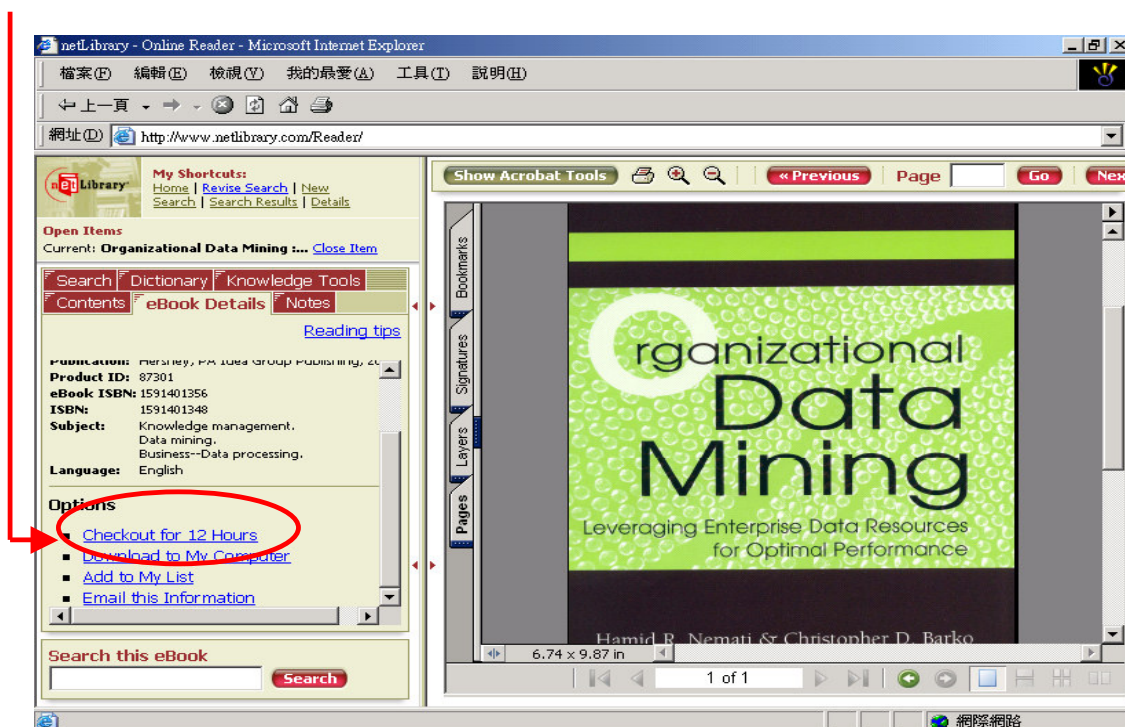 netLibrary - Online Reader - Microsoft Internet Explorer
檔案(F) 編輯(E) 檢視(V) 我的最愛(A) 工具(T) 說明(H)
上一頁
網址(D) http://www.netlibrary.com/Reader/
netLibrary
My Shortcuts:
Home | Revise Search | New
Search | Search Results | Details
Open Items
Current: Organizational Data Mining :... Close Item
Search Dictionary Knowledge Tools
Contents eBook Details Notes
Reading tips
Publication: Hershey, PA Idea Group Publishing,
Product ID: 87301
eBook ISBN: 1591401356
ISBN: 1591401348
Subject: Knowledge management.
Data mining.
Business--Data processing.
Language: English
Options
Checkout for 12 Hours
Download to My Computer
Add to My List
Email this Information
Search this eBook
Search
Show Acrobat Tools « Previous Page Go Nex
Bookmarks
Signatures
Layers
Pages
Organizational
Data
Mining
Leveraging Enterprise Data Resources
for Optimal Performance
Hamid R. Nemati & Christopher D. Barko
6.74 x 9.87 in
1 of 1
網際網路